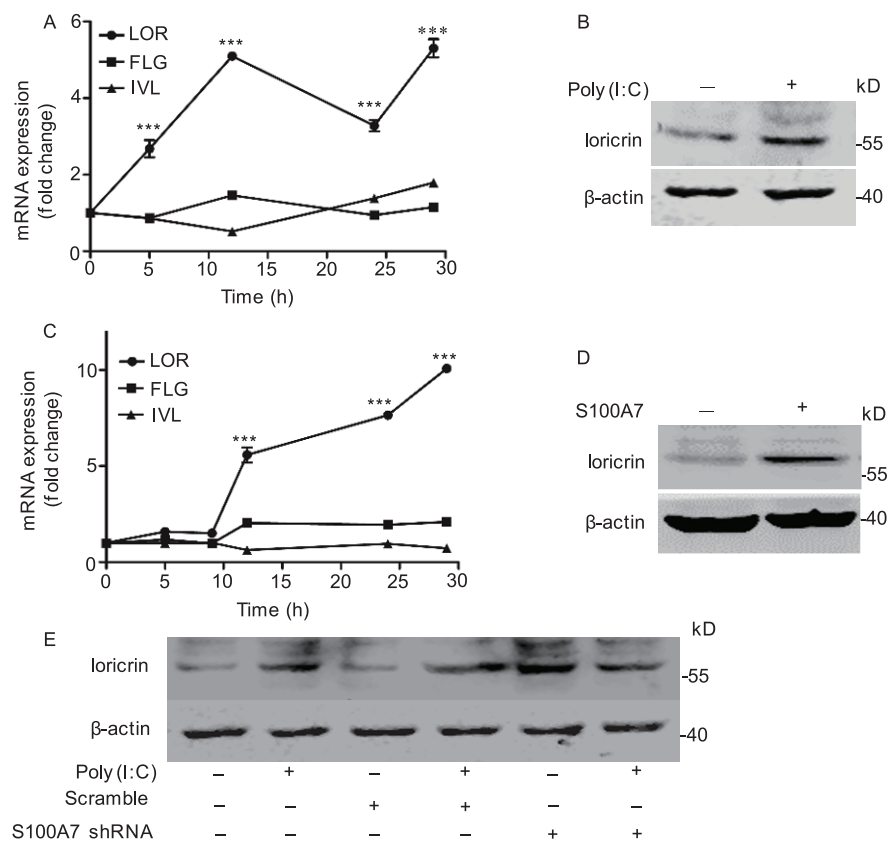 A
6
4
2
0
mRNA expression
(fold change)
LOR
FLG
IVL
***
***
***
***
0 5 10 15 20 25 30
Time (h)
B
Poly (I:C) – + kD
loricrin -55
β-actin -40
C
10
5
0
mRNA expression
(fold change)
LOR
FLG
IVL
***
***
***
0 5 10 15 20 25 30
Time (h)
D
S100A7 – + kD
loricrin -55
β-actin -40
E
kD
loricrin -55
β-actin -40
Poly (I:C) – + – + – +
Scramble – – + + – –
S100A7 shRNA – – – – + +